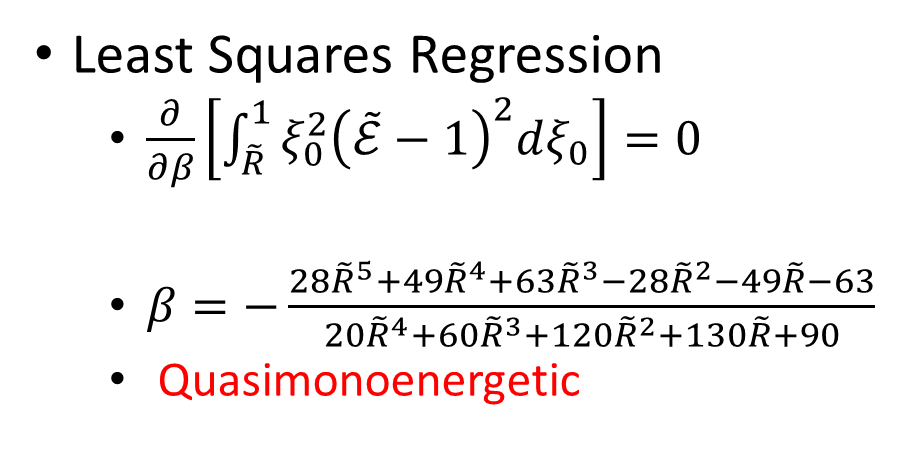 • Least Squares Regression
• ∂/∂β [∫_R̃^1 ξ₀²(ℰ̃ − 1)² dξ₀] = 0
• β = − (28R̃⁵+49R̃⁴+63R̃³−28R̃²−49R̃−63)/(20R̃⁴+60R̃³+120R̃²+130R̃+90)
• Quasimonoenergetic